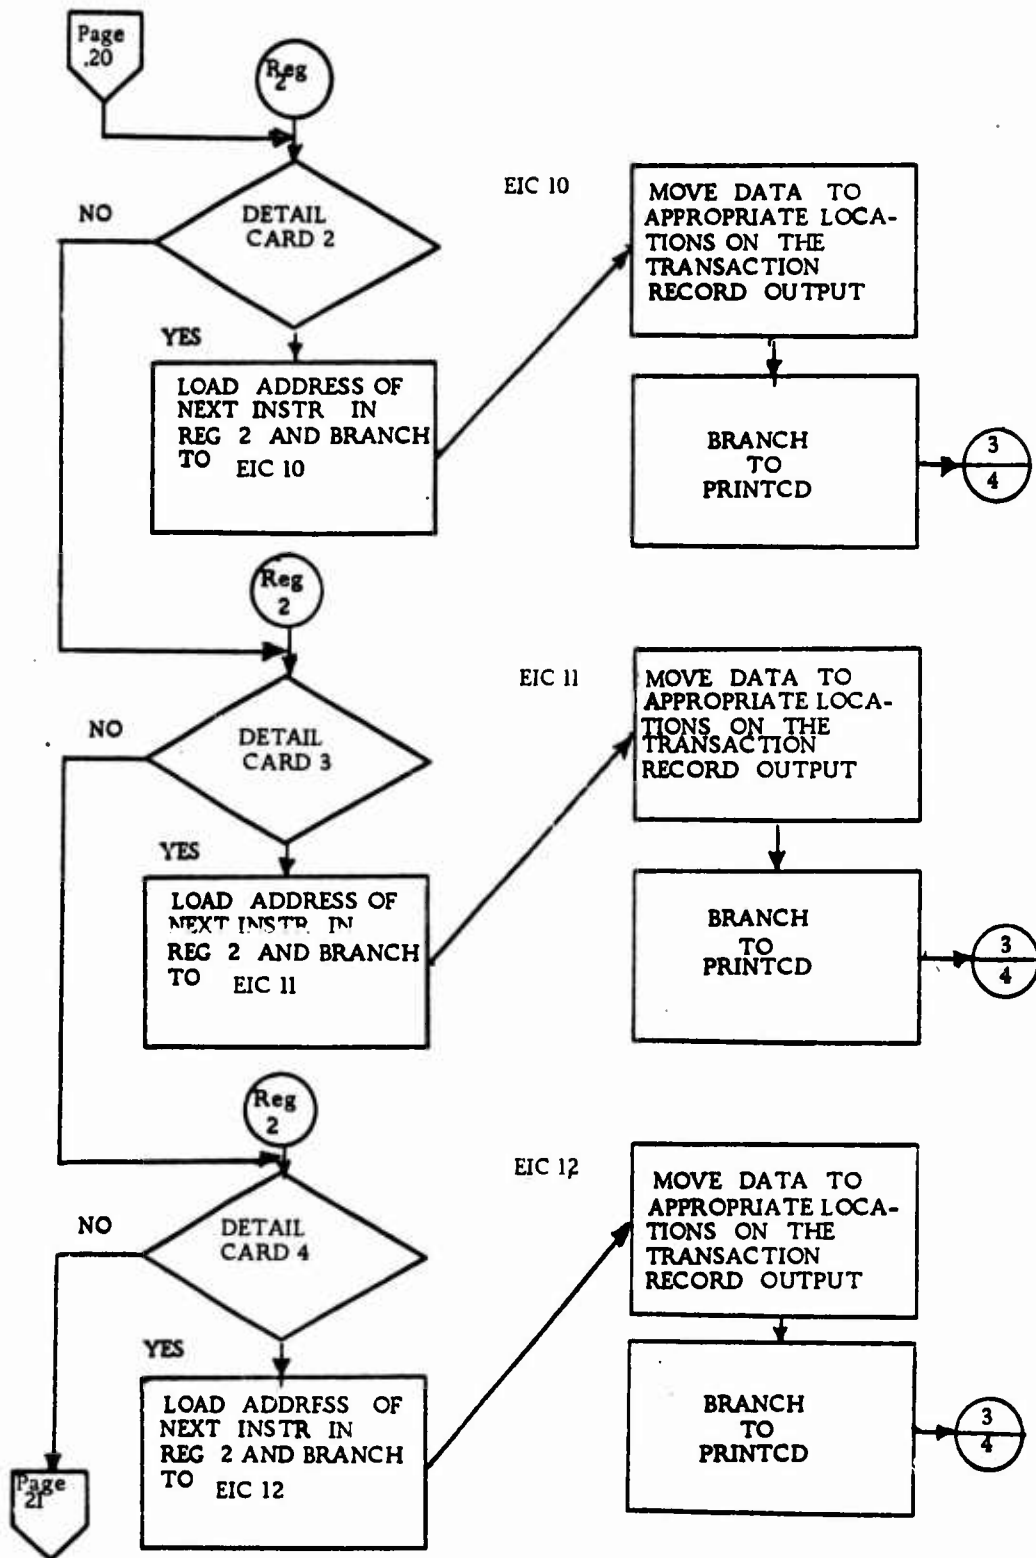 Page
.20
Reg
2
NO
DETAIL
CARD 2
YES
LOAD ADDRESS OF
NEXT INSTR IN
REG 2 AND BRANCH
TO EIC 10
EIC 10
MOVE DATA TO
APPROPRIATE LOCA-
TIONS ON THE
TRANSACTION
RECORD OUTPUT
BRANCH
TO
PRINTCD
3
4
Reg
2
NO
DETAIL
CARD 3
YES
LOAD ADDRESS OF
NEXT INSTR IN
REG 2 AND BRANCH
TO EIC 11
EIC 11
MOVE DATA TO
APPROPRIATE LOCA-
TIONS ON THE
TRANSACTION
RECORD OUTPUT
BRANCH
TO
PRINTCD
3
4
Reg
2
NO
DETAIL
CARD 4
YES
LOAD ADDRESS OF
NEXT INSTR IN
REG 2 AND BRANCH
TO EIC 12
EIC 12
MOVE DATA TO
APPROPRIATE LOCA-
TIONS ON THE
TRANSACTION
RECORD OUTPUT
BRANCH
TO
PRINTCD
3
4
Page
21